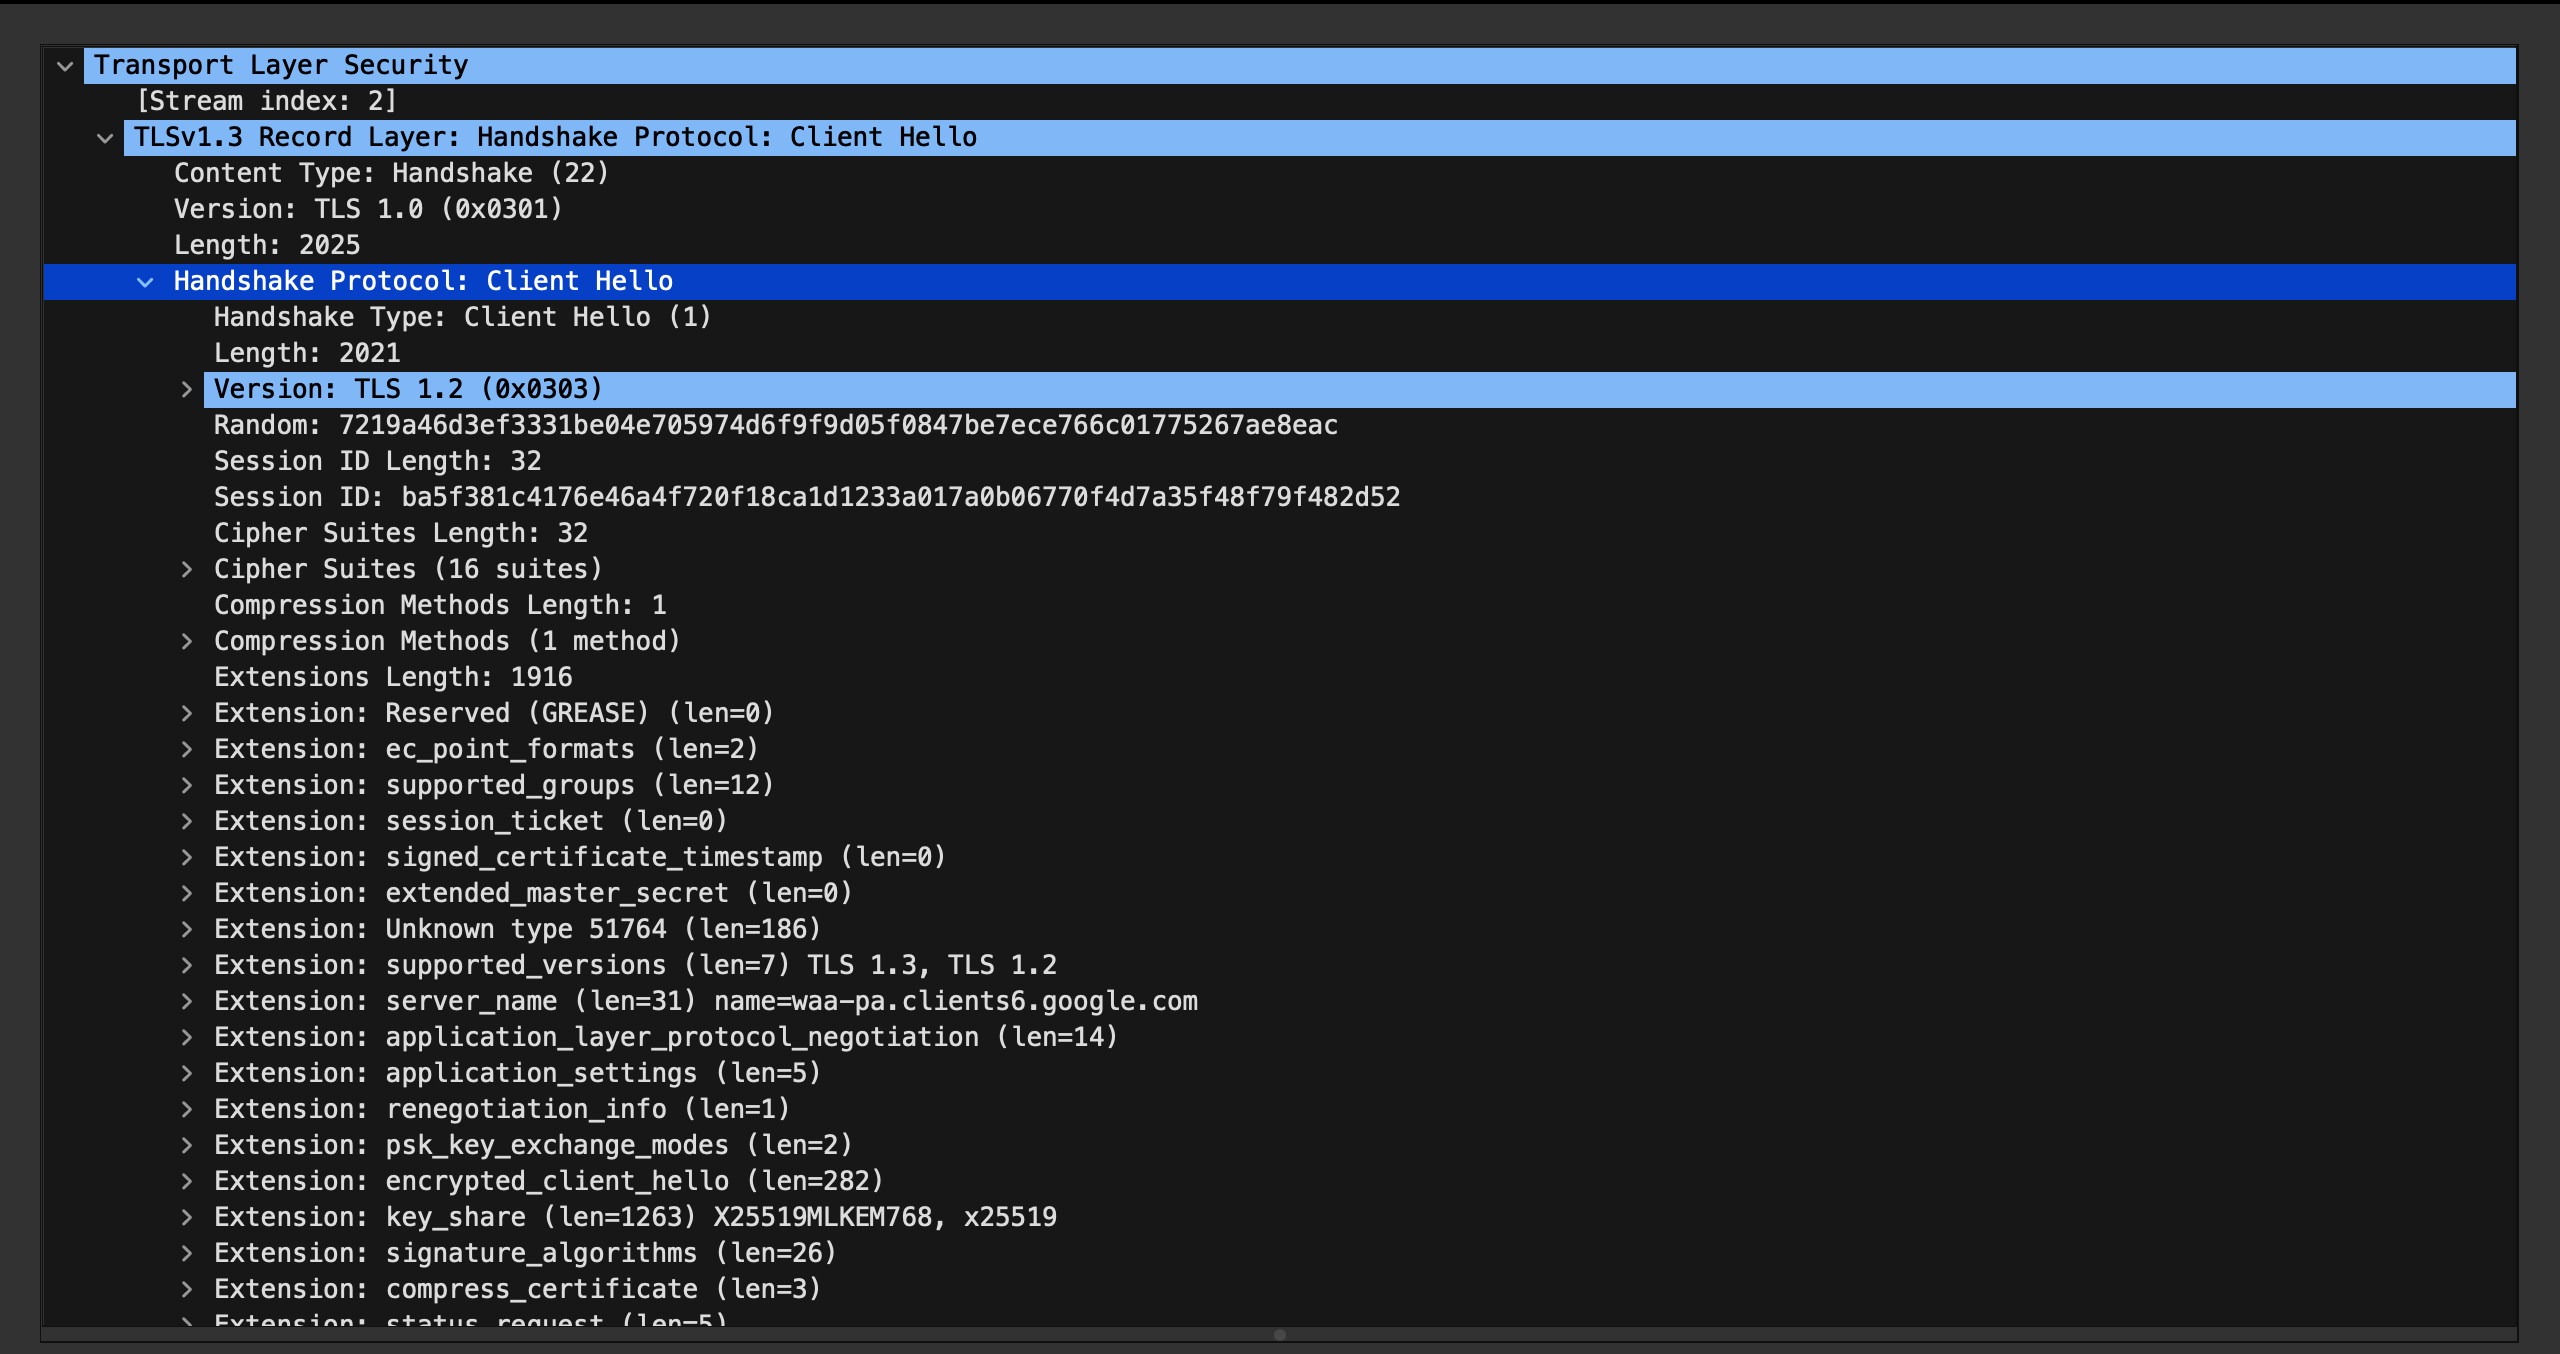 Transport Layer Security
[Stream index: 2]
TLSv1.3 Record Layer: Handshake Protocol: Client Hello
Content Type: Handshake (22)
Version: TLS 1.0 (0x0301)
Length: 2025
Handshake Protocol: Client Hello
Handshake Type: Client Hello (1)
Length: 2021
Version: TLS 1.2 (0x0303)
Random: 7219a46d3ef3331be04e705974d6f9f9d05f0847be7ece766c01775267ae8eac
Session ID Length: 32
Session ID: ba5f381c4176e46a4f720f18ca1d1233a017a0b06770f4d7a35f48f79f482d52
Cipher Suites Length: 32
Cipher Suites (16 suites)
Compression Methods Length: 1
Compression Methods (1 method)
Extensions Length: 1916
Extension: Reserved (GREASE) (len=0)
Extension: ec_point_formats (len=2)
Extension: supported_groups (len=12)
Extension: session_ticket (len=0)
Extension: signed_certificate_timestamp (len=0)
Extension: extended_master_secret (len=0)
Extension: Unknown type 51764 (len=186)
Extension: supported_versions (len=7) TLS 1.3, TLS 1.2
Extension: server_name (len=31) name=waa-pa.clients6.google.com
Extension: application_layer_protocol_negotiation (len=14)
Extension: application_settings (len=5)
Extension: renegotiation_info (len=1)
Extension: psk_key_exchange_modes (len=2)
Extension: encrypted_client_hello (len=282)
Extension: key_share (len=1263) X25519MLKEM768, x25519
Extension: signature_algorithms (len=26)
Extension: compress_certificate (len=3)
Extension: status_request (len=5)